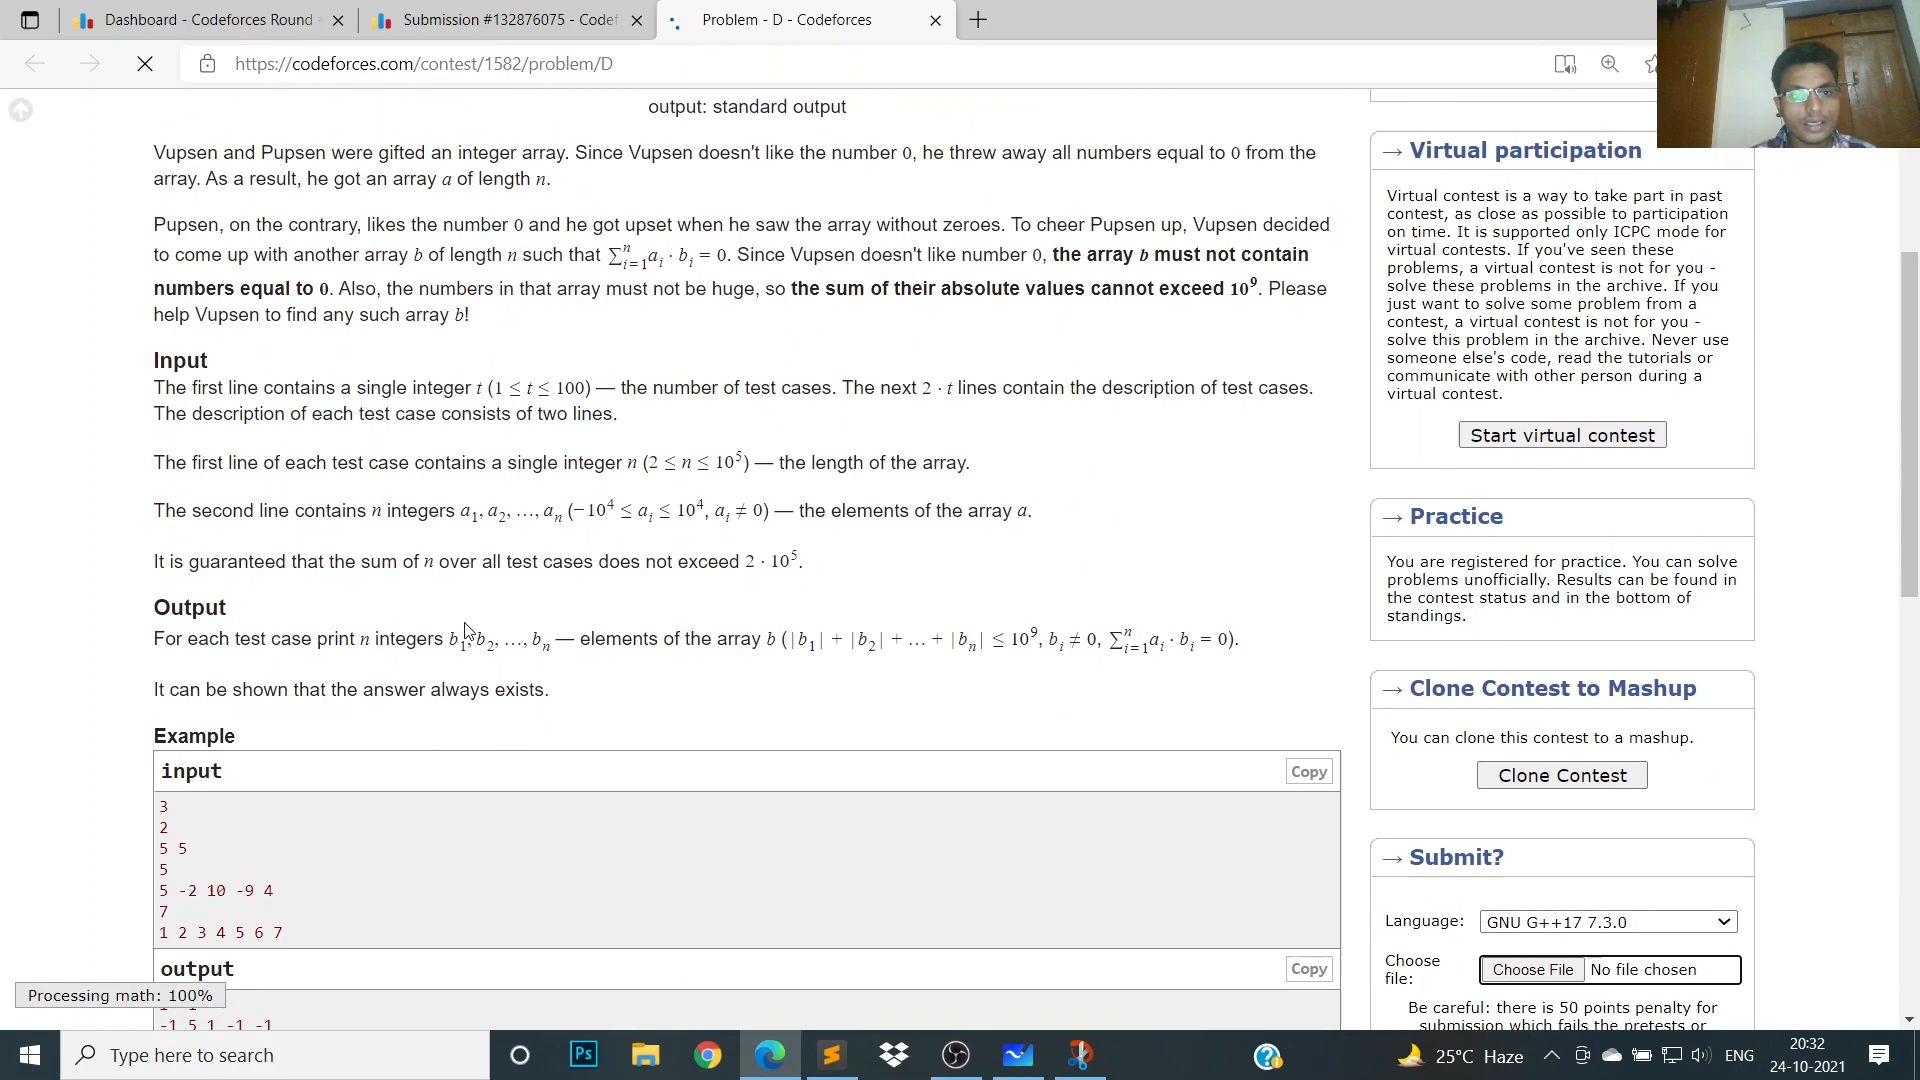 Dashboard - Codeforces Round
Submission #132876075 - Codef
Problem - D - Codeforces
https://codeforces.com/contest/1582/problem/D
output: standard output
Vupsen and Pupsen were gifted an integer array. Since Vupsen doesn't like the number 0, he threw away all numbers equal to 0 from the
array. As a result, he got an array a of length n.
Pupsen, on the contrary, likes the number 0 and he got upset when he saw the array without zeroes. To cheer Pupsen up, Vupsen decided
to come up with another array b of length n such that ∑ⁿᵢ₌₁aᵢ · bᵢ = 0. Since Vupsen doesn't like number 0, the array b must not contain
numbers equal to 0. Also, the numbers in that array must not be huge, so the sum of their absolute values cannot exceed 10⁹. Please
help Vupsen to find any such array b!
Input
The first line contains a single integer t (1 ≤ t ≤ 100) — the number of test cases. The next 2 · t lines contain the description of test cases.
The description of each test case consists of two lines.
The first line of each test case contains a single integer n (2 ≤ n ≤ 10⁵) — the length of the array.
The second line contains n integers a₁, a₂, …, aₙ (−10⁴ ≤ aᵢ ≤ 10⁴, aᵢ ≠ 0) — the elements of the array a.
It is guaranteed that the sum of n over all test cases does not exceed 2 · 10⁵.
Output
For each test case print n integers b₁, b₂, …, bₙ — elements of the array b (|b₁| + |b₂| + … + |bₙ| ≤ 10⁹, bᵢ ≠ 0, ∑ⁿᵢ₌₁aᵢ · bᵢ = 0).
It can be shown that the answer always exists.
Example
input
Copy
3
2
5 5
5
5 -2 10 -9 4
7
1 2 3 4 5 6 7
output
Copy
-1 5 1 -1 -1
Processing math: 100%
→ Virtual participation
Virtual contest is a way to take part in past
contest, as close as possible to participation
on time. It is supported only ICPC mode for
virtual contests. If you've seen these
problems, a virtual contest is not for you -
solve these problems in the archive. If you
just want to solve some problem from a
contest, a virtual contest is not for you -
solve this problem in the archive. Never use
someone else's code, read the tutorials or
communicate with other person during a
virtual contest.
Start virtual contest
→ Practice
You are registered for practice. You can solve
problems unofficially. Results can be found in
the contest status and in the bottom of
standings.
→ Clone Contest to Mashup
You can clone this contest to a mashup.
Clone Contest
→ Submit?
Language: GNU G++17 7.3.0
Choose
file:
Choose File No file chosen
Be careful: there is 50 points penalty for
submission which fails the pretests or
Type here to search
Ps
25°C Haze
ENG
20:32
24-10-2021